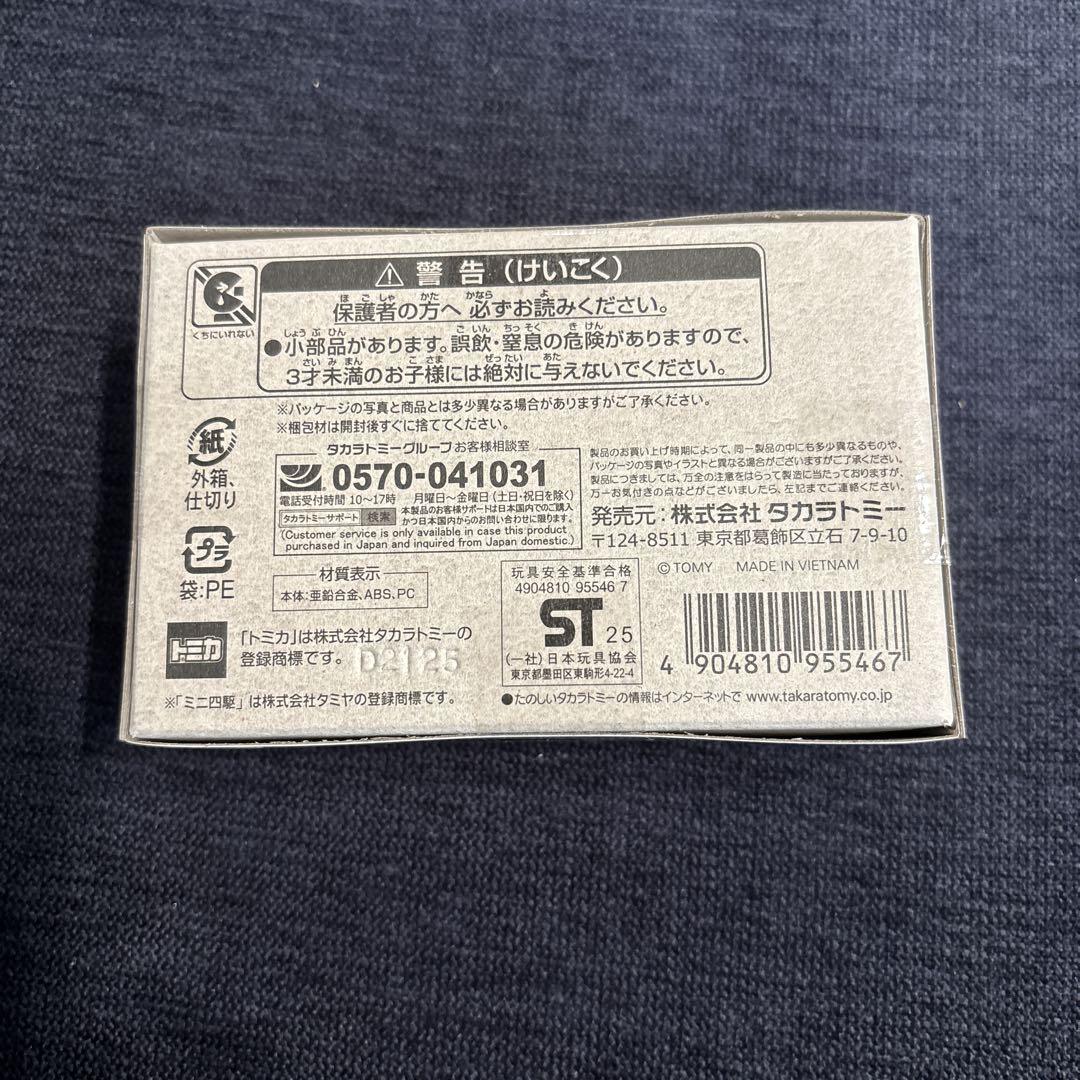 くちにいれない
⚠警告(けいこく)
保護者の方へ 必ずお読みください。
●小部品があります。誤飲・窒息の危険がありますので、
3才未満のお子様には絶対に与えないでください。
※パッケージの写真と商品とは多少異なる場合がありますがご了承ください。
※梱包材は開封後すぐに捨ててください。
紙
外箱、
仕切り
プラ
袋:PE
タカラトミーグループお客様相談室
0570-041031
電話受付時間 10〜17時 月曜日〜金曜日(土日・祝日を除く)
タカラトミーサポート 検索
本製品のお客様サポートは日本国内でのご購入
かつ日本国内からのお問い合わせに限ります。
(Customer service is only available in case this product
purchased in Japan and inquired from Japan domestic.)
製品のお買い上げ時期によって、同一製品の中にも多少異なるものや、
パッケージの写真やイラストと異なる場合がございますがご了承ください。
製品につきましては、万全の注意をはらって製造に当たっておりますが、
万一お気付きの点などがございましたら、左記までご連絡ください。
発売元:株式会社 タカラトミー
〒124-8511 東京都葛飾区立石 7-9-10
© TOMY MADE IN VIETNAM
材質表示
本体:亜鉛合金、ABS、PC
玩具安全基準合格
4904810 95546 7
ST 25
(一社)日本玩具協会
東京都墨田区東駒形4-22-4
4 904810 955467
トミカ
「トミカ」は株式会社タカラトミーの
登録商標です。
D2125
※「ミニ四駆」は株式会社タミヤの登録商標です。
●たのしいタカラトミーの情報はインターネットで www.takaratomy.co.jp